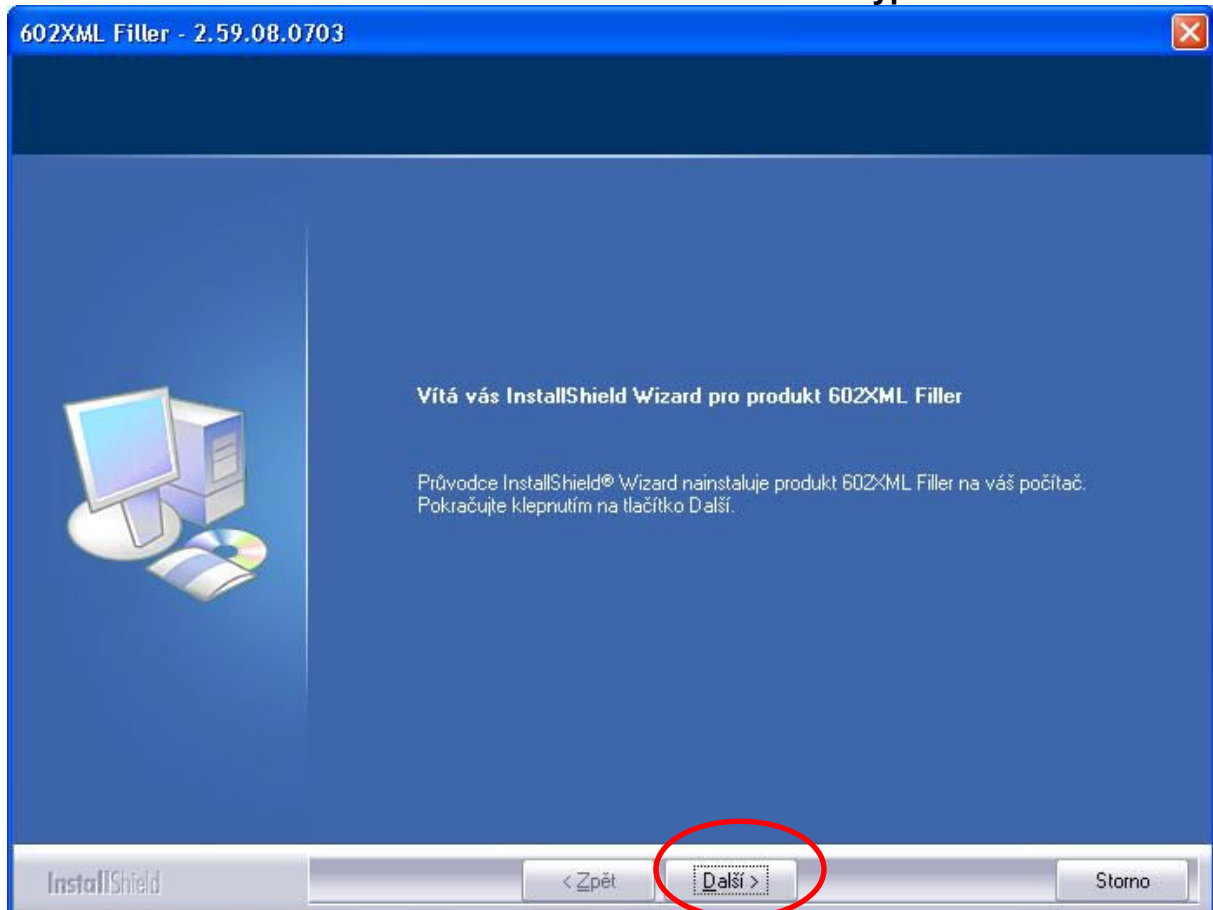 602XML Filler - 2.59.08.0703
Vítá vás InstallShield Wizard pro produkt 602XML Filler
Průvodce InstallShield® Wizard nainstaluje produkt 602XML Filler na váš počítač.
Pokračujte klepnutím na tlačítko Další.
InstallShield
< Zpět
Další >
Storno